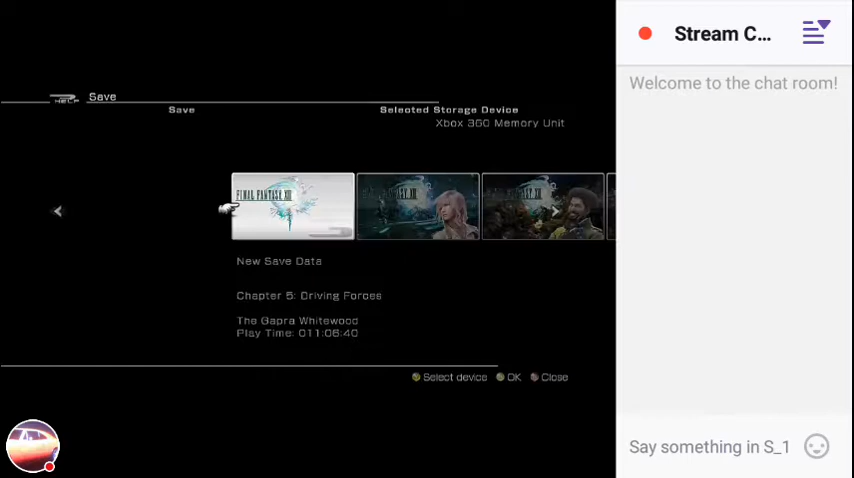 HELP Save
Save
Selected Storage Device
Xbox 360 Memory Unit
FINAL FANTASY XIII
New Save Data
Chapter 5: Driving Forces
The Gapra Whitewood
Play Time: 011:06:40
Select device OK Close
Stream C...
Welcome to the chat room!
Say something in S_1